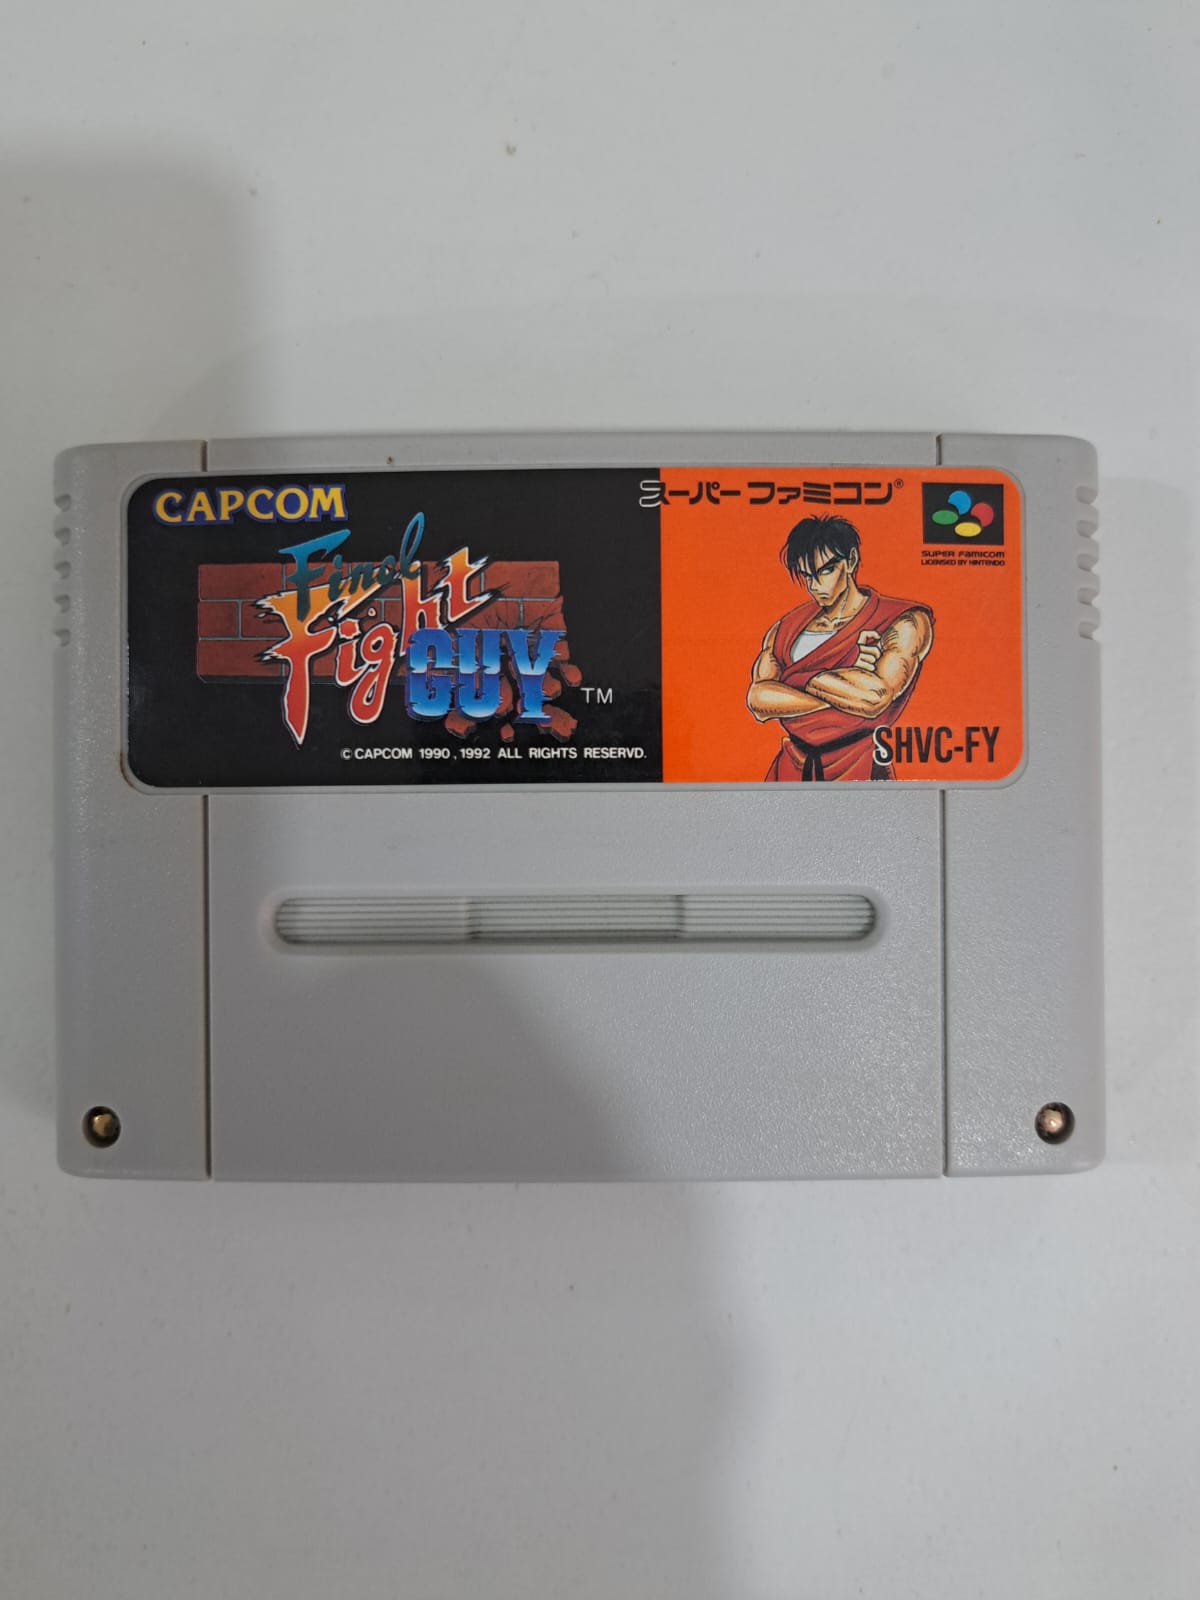 CAPCOM
Final
Fight
GUY
TM
©CAPCOM 1990, 1992 ALL RIGHTS RESERVD.
スーパーファミコン®
SUPER FAMICOM
LICENSED BY NINTENDO
SHVC-FY